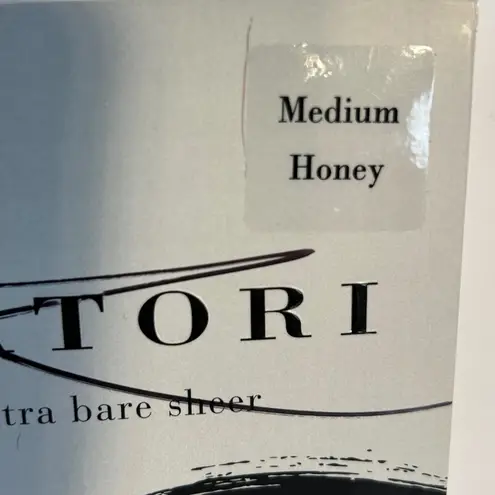 Medium
Honey
TORI
tra bare sheer